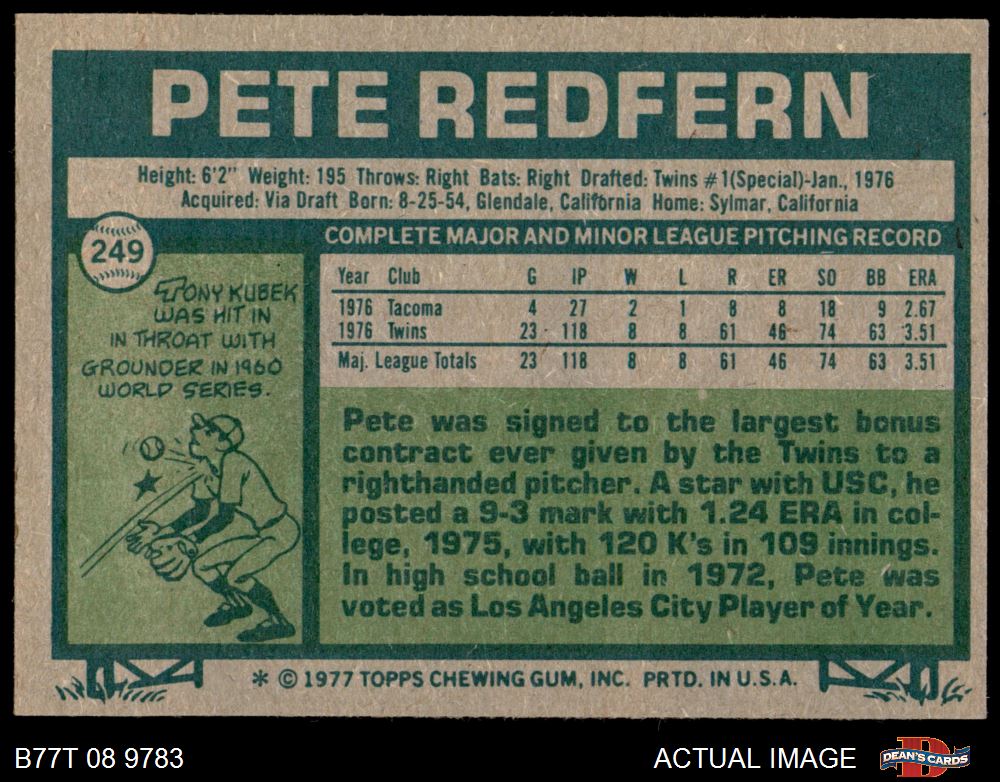 PETE REDFERN
Height: 6'2" Weight: 195 Throws: Right Bats: Right Drafted: Twins #1(Special)-Jan., 1976
Acquired: Via Draft Born: 8-25-54, Glendale, California Home: Sylmar, California
249
TONY KUBEK
WAS HIT IN
IN THROAT WITH
GROUNDER IN 1960
WORLD SERIES.
COMPLETE MAJOR AND MINOR LEAGUE PITCHING RECORD
Year Club G IP W L R ER SO BB ERA
1976 Tacoma 4 27 2 1 8 8 18 9 2.67
1976 Twins 23 118 8 8 61 46 74 63 3.51
Maj. League Totals 23 118 8 8 61 46 74 63 3.51
Pete was signed to the largest bonus
contract ever given by the Twins to a
righthanded pitcher. A star with USC, he
posted a 9-3 mark with 1.24 ERA in col-
lege, 1975, with 120 K's in 109 innings.
In high school ball in 1972, Pete was
voted as Los Angeles City Player of Year.
* © 1977 TOPPS CHEWING GUM, INC. PRTD. IN U.S.A.
B77T 08 9783
ACTUAL IMAGE
DEAN'S CARDS